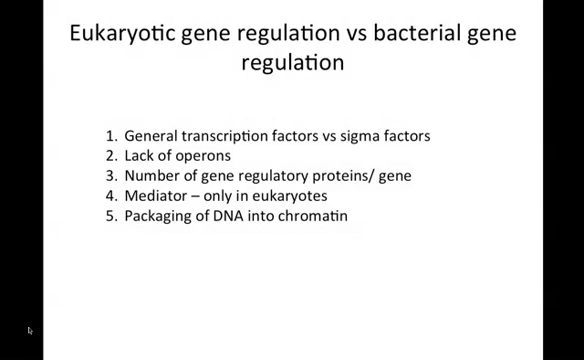 Eukaryotic gene regulation vs bacterial gene
regulation
1. General transcription factors vs sigma factors
2. Lack of operons
3. Number of gene regulatory proteins/ gene
4. Mediator – only in eukaryotes
5. Packaging of DNA into chromatin